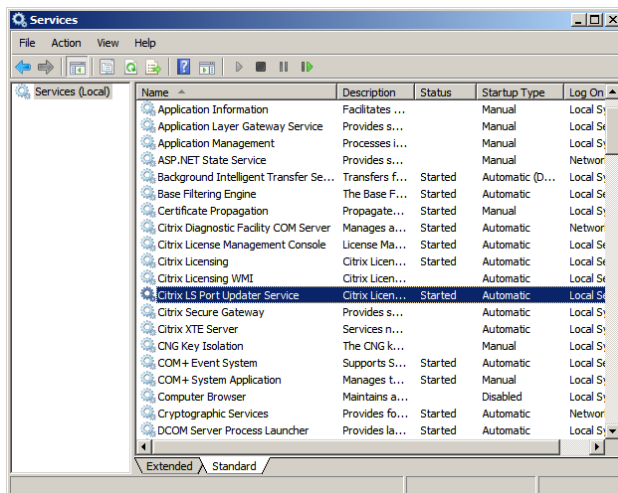 Services
File Action View Help
Services (Local)
Name Description Status Startup Type Log On
Application Information Facilitates ... Manual Local Sy
Application Layer Gateway Service Provides s... Manual Local Se
Application Management Processes i... Manual Local Sy
ASP.NET State Service Provides s... Manual Networ
Background Intelligent Transfer Se... Transfers f... Started Automatic (D... Local Sy
Base Filtering Engine The Base F... Started Automatic Local Se
Certificate Propagation Propagate... Started Manual Local Sy
Citrix Diagnostic Facility COM Server Manages a... Started Automatic Networ
Citrix License Management Console License Ma... Started Automatic Local Se
Citrix Licensing Citrix Licen... Started Automatic Local Se
Citrix Licensing WMI Citrix Licen... Automatic Local Sy
Citrix LS Port Updater Service Citrix Licen... Started Automatic Local Se
Citrix Secure Gateway Provides s... Automatic Local Se
Citrix XTE Server Services n... Automatic Networ
CNG Key Isolation The CNG k... Manual Local Sy
COM+ Event System Supports S... Started Automatic Local Se
COM+ System Application Manages t... Started Manual Local Sy
Computer Browser Maintains a... Disabled Local Sy
Cryptographic Services Provides fo... Started Automatic Networ
DCOM Server Process Launcher Provides la... Started Automatic Local Sy
Extended Standard